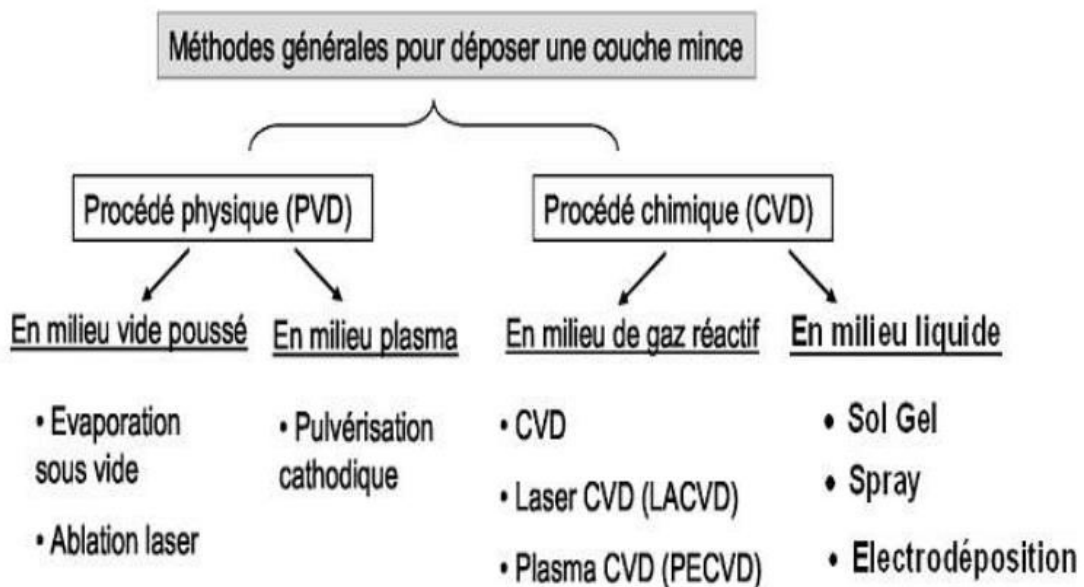 Méthodes générales pour déposer une couche mince
Procédé physique (PVD)
Procédé chimique (CVD)
En milieu vide poussé
• Evaporation
sous vide
• Ablation laser
En milieu plasma
• Pulvérisation
cathodique
En milieu de gaz réactif
• CVD
• Laser CVD (LACVD)
• Plasma CVD (PECVD)
En milieu liquide
• Sol Gel
• Spray
• Electrodéposition